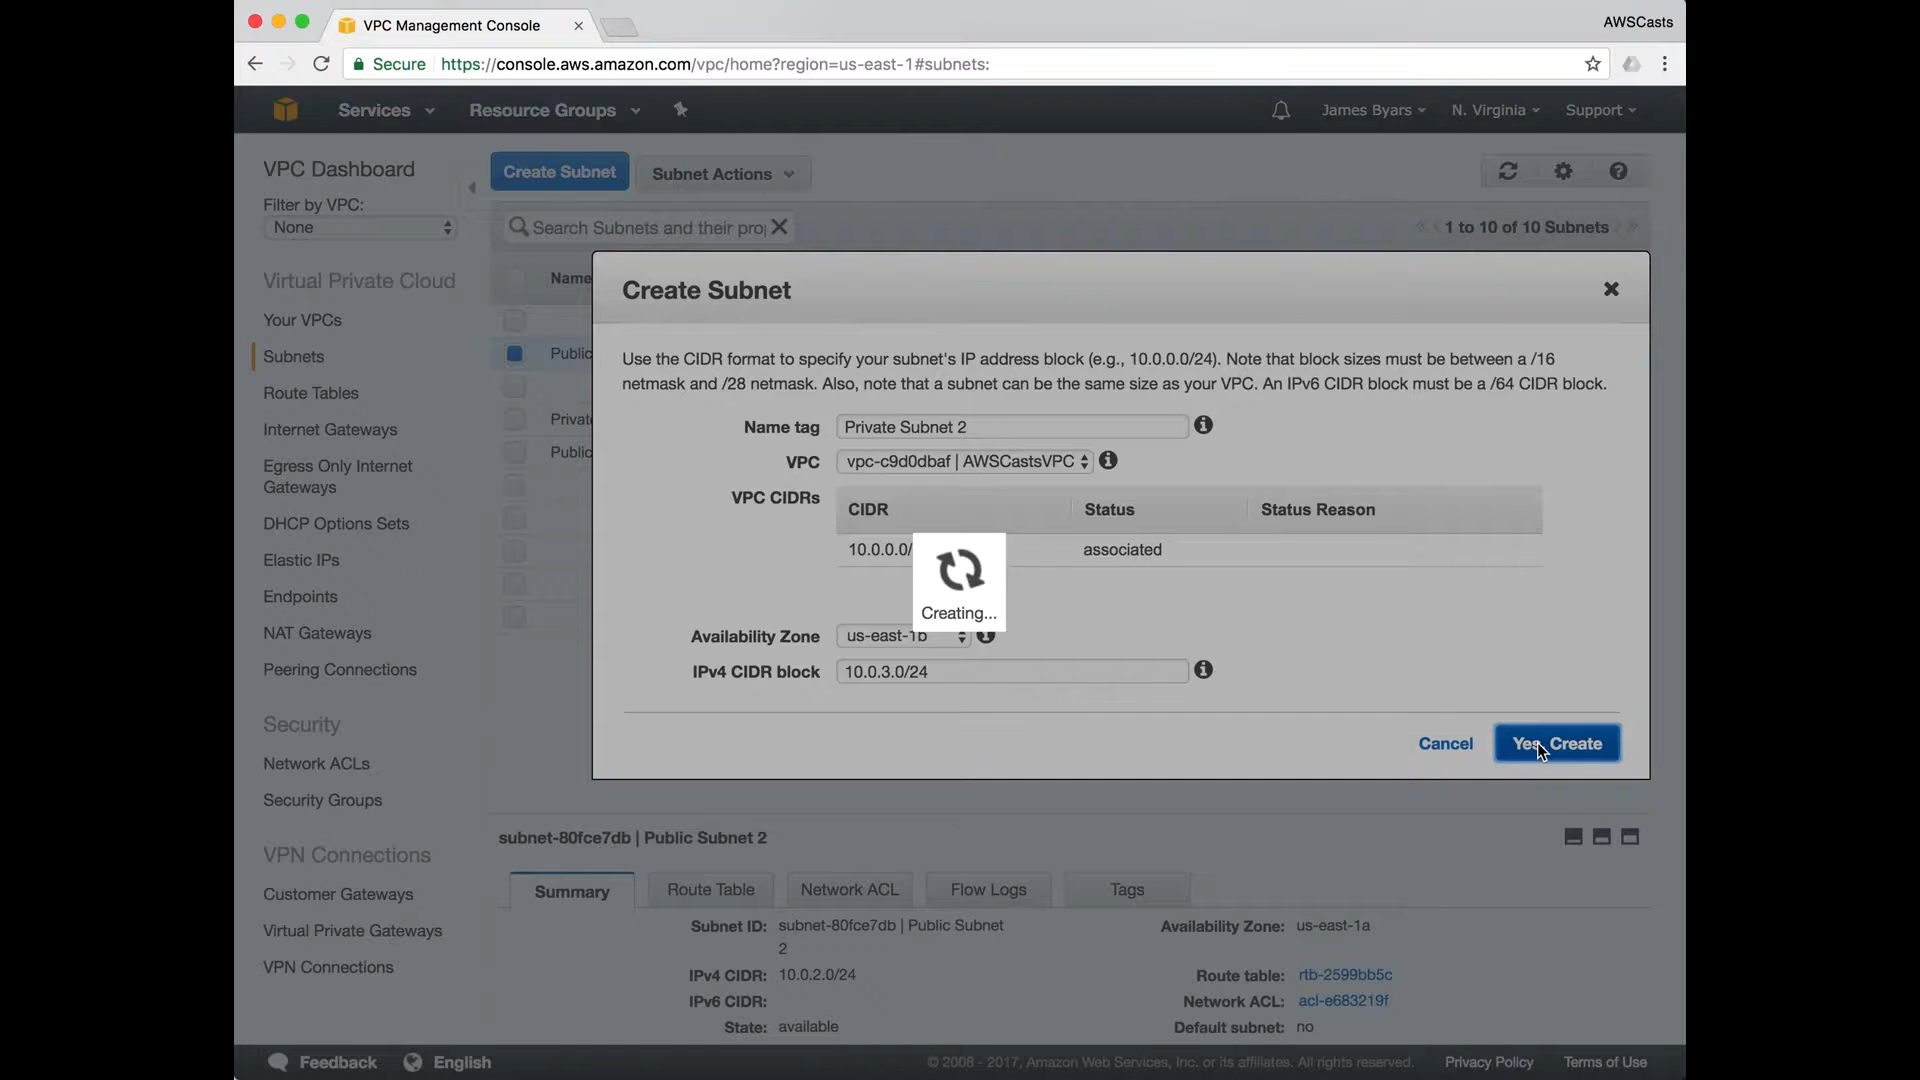 VPC Management Console
AWSCasts
Secure https://console.aws.amazon.com/vpc/home?region=us-east-1#subnets:
Services Resource Groups James Byars N. Virginia Support
VPC Dashboard
Filter by VPC:
None
Virtual Private Cloud
Your VPCs
Subnets
Route Tables
Internet Gateways
Egress Only Internet
Gateways
DHCP Options Sets
Elastic IPs
Endpoints
NAT Gateways
Peering Connections
Security
Network ACLs
Security Groups
VPN Connections
Customer Gateways
Virtual Private Gateways
VPN Connections
Create Subnet Subnet Actions
Search Subnets and their pro
1 to 10 of 10 Subnets
Name
Public
Private
Public
Create Subnet
Use the CIDR format to specify your subnet's IP address block (e.g., 10.0.0.0/24). Note that block sizes must be between a /16
netmask and /28 netmask. Also, note that a subnet can be the same size as your VPC. An IPv6 CIDR block must be a /64 CIDR block.
Name tag Private Subnet 2
VPC vpc-c9d0dbaf | AWSCastsVPC
VPC CIDRs
CIDR Status Status Reason
10.0.0.0/ associated
Creating...
Availability Zone us-east-1b
IPv4 CIDR block 10.0.3.0/24
Cancel Yes, Create
subnet-80fce7db | Public Subnet 2
Summary Route Table Network ACL Flow Logs Tags
Subnet ID: subnet-80fce7db | Public Subnet
2
IPv4 CIDR: 10.0.2.0/24
IPv6 CIDR:
State: available
Availability Zone: us-east-1a
Route table: rtb-2599bb5c
Network ACL: acl-e683219f
Default subnet: no
Feedback English
© 2008 - 2017, Amazon Web Services, Inc. or its affiliates. All rights reserved. Privacy Policy Terms of Use